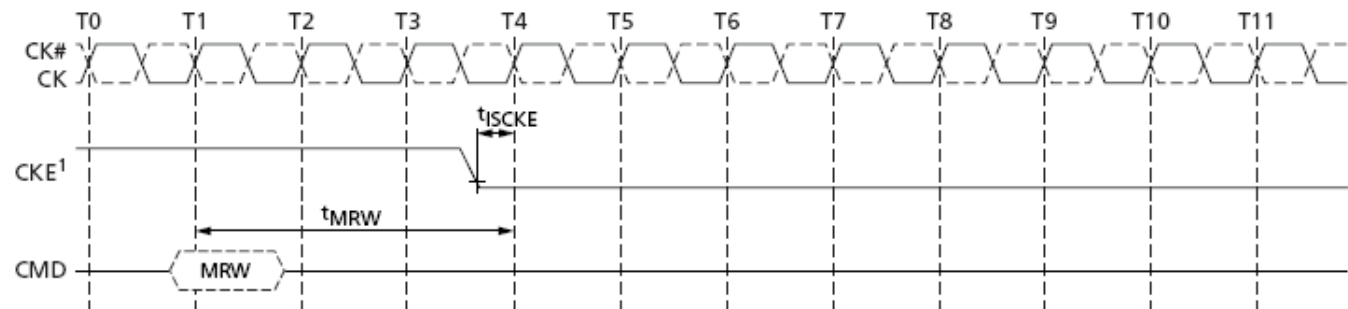 T0 T1 T2 T3 T4 T5 T6 T7 T8 T9 T10 T11
CK#
CK
tISCKE
CKE1
tMRW
CMD MRW